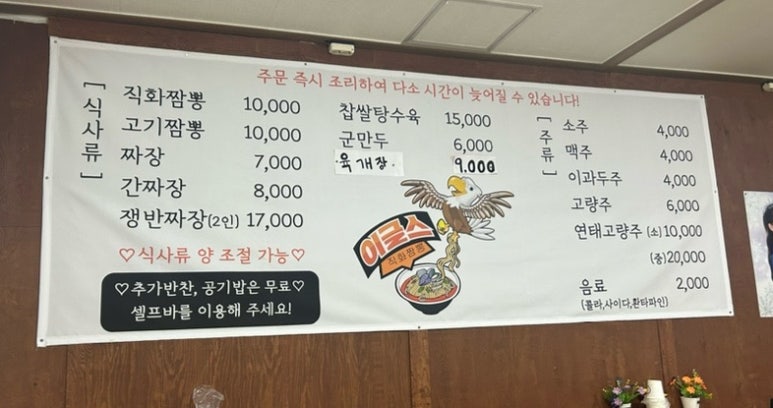 주문 즉시 조리하여 다소 시간이 늦어질 수 있습니다!
[식사류]
직화짬뽕 10,000
고기짬뽕 10,000
짜장 7,000
간짜장 8,000
쟁반짜장(2인) 17,000
♡식사류 양 조절 가능♡
♡추가반찬, 공기밥은 무료♡
셀프바를 이용해 주세요!
찹쌀탕수육 15,000
군만두 6,000
육개장. 9.000
이글스
직화짬뽕
[주류]
소주 4,000
맥주 4,000
이과두주 4,000
고량주 6,000
연태고량주 (소)10,000
(중)20,000
음료 2,000
(콜라,사이다,환타파인)